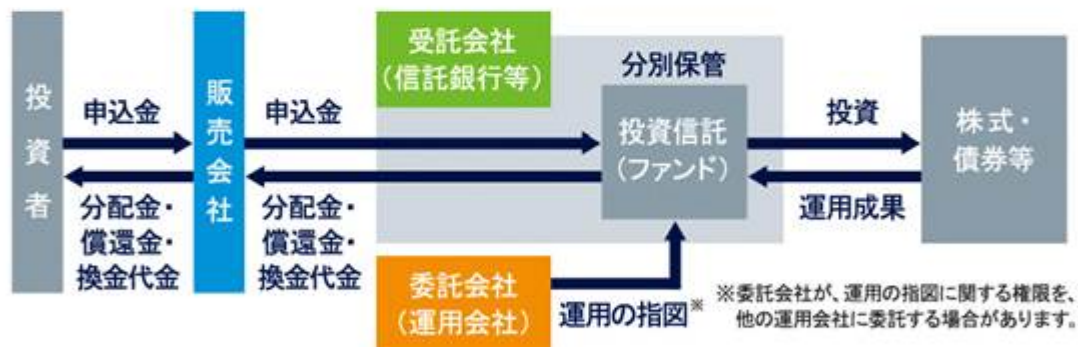 投資者
申込金
分配金・
償還金・
換金代金
販売会社
申込金
分配金・
償還金・
換金代金
受託会社
(信託銀行等)
分別保管
投資信託
(ファンド)
委託会社
(運用会社)
運用の指図※
投資
運用成果
株式・
債券等
※委託会社が、運用の指図に関する権限を、
他の運用会社に委託する場合があります。